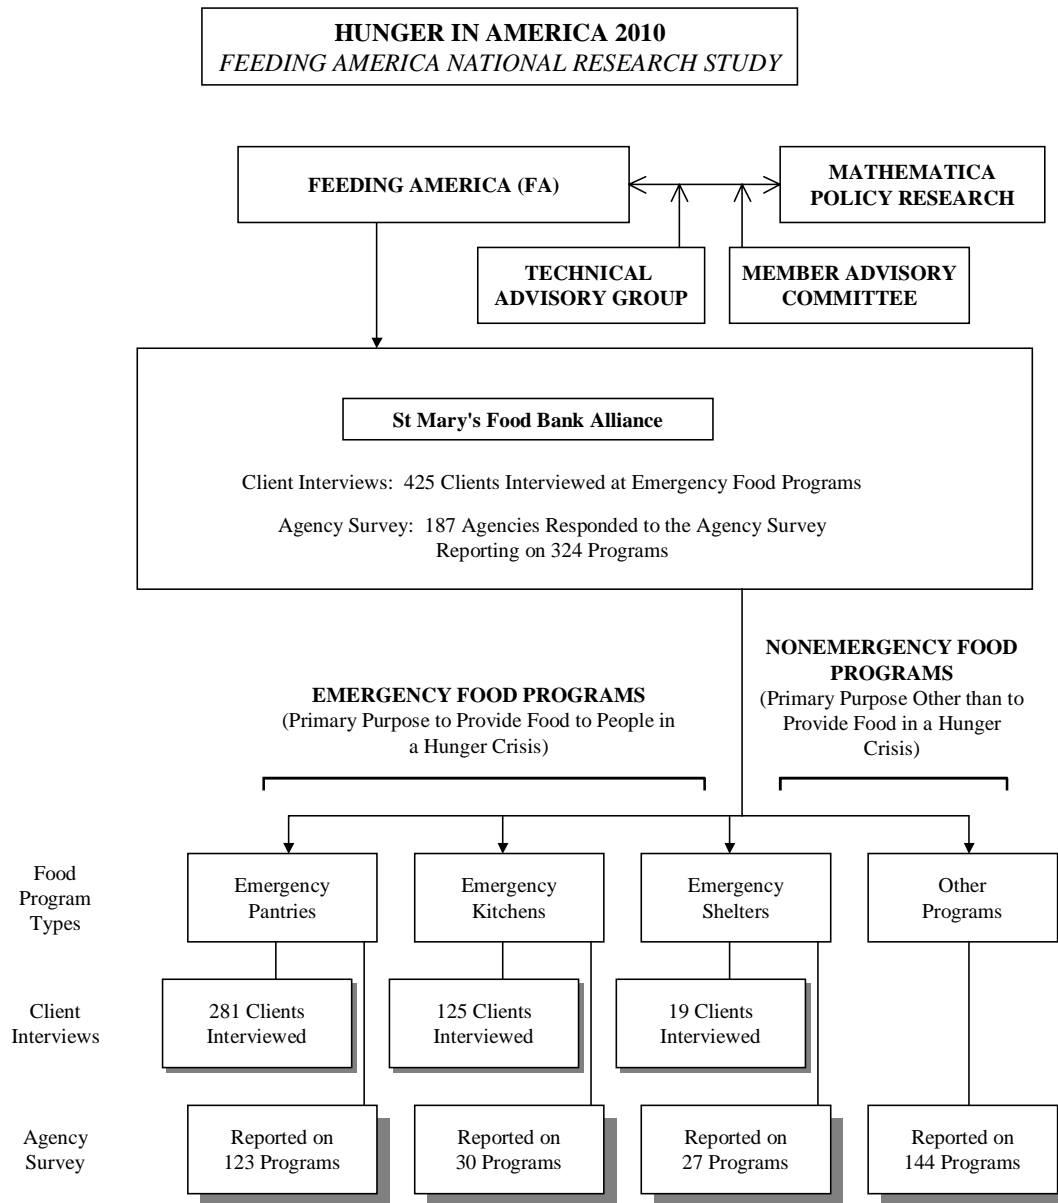 HUNGER IN AMERICA 2010
FEEDING AMERICA NATIONAL RESEARCH STUDY
FEEDING AMERICA (FA)
MATHEMATICA
POLICY RESEARCH
TECHNICAL
ADVISORY GROUP
MEMBER ADVISORY
COMMITTEE
St Mary's Food Bank Alliance
Client Interviews: 425 Clients Interviewed at Emergency Food Programs
Agency Survey: 187 Agencies Responded to the Agency Survey
Reporting on 324 Programs
EMERGENCY FOOD PROGRAMS
(Primary Purpose to Provide Food to People in
a Hunger Crisis)
NONEMERGENCY FOOD
PROGRAMS
(Primary Purpose Other than to
Provide Food in a Hunger
Crisis)
Food
Program
Types
Emergency
Pantries
Emergency
Kitchens
Emergency
Shelters
Other
Programs
Client
Interviews
281 Clients
Interviewed
125 Clients
Interviewed
19 Clients
Interviewed
Agency
Survey
Reported on
123 Programs
Reported on
30 Programs
Reported on
27 Programs
Reported on
144 Programs